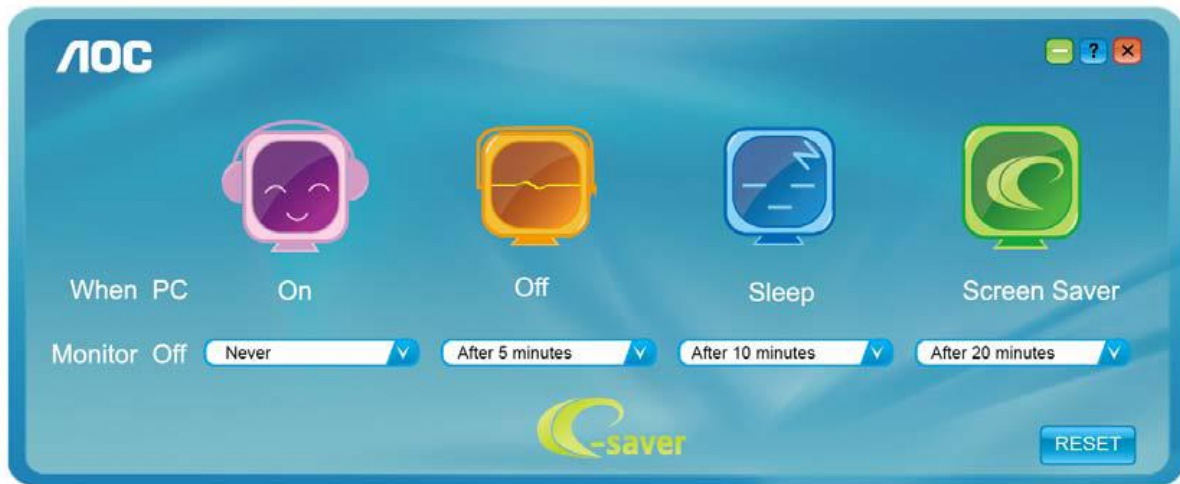 AOC
?
When PC On Off Sleep Screen Saver
Monitor Off Never After 5 minutes After 10 minutes After 20 minutes
e-saver
RESET